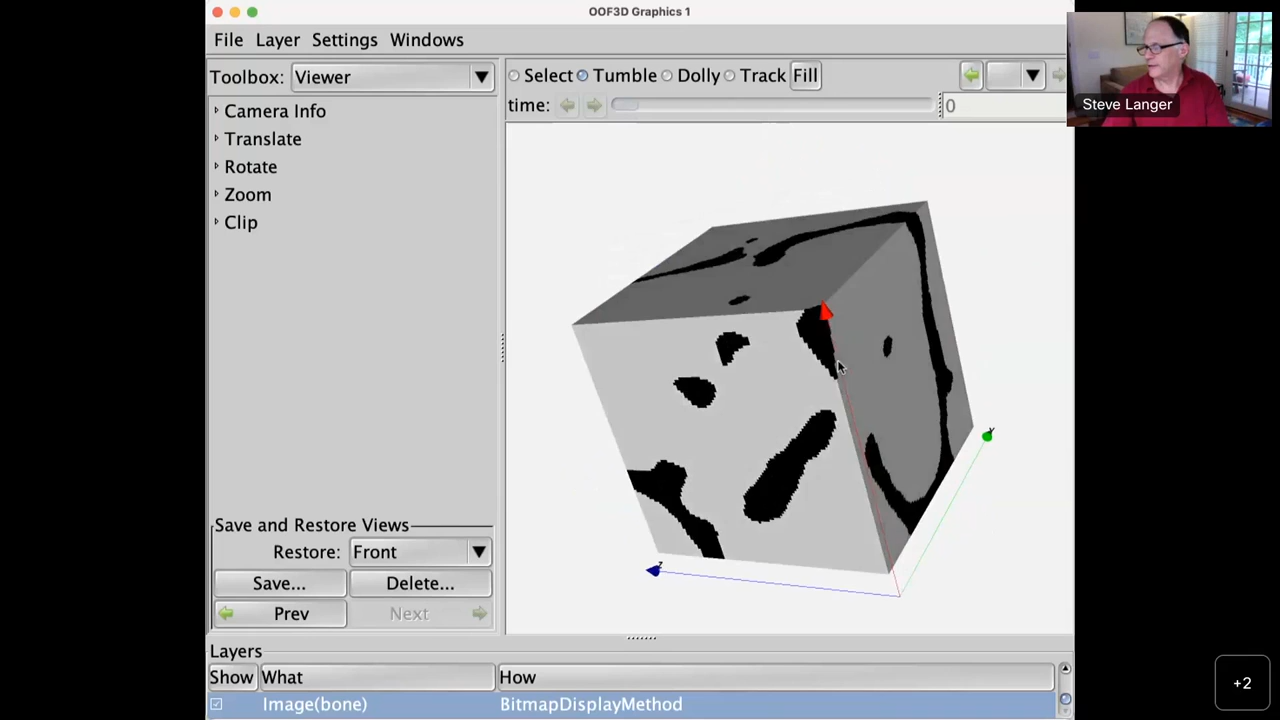 OOF3D Graphics 1
File Layer Settings Windows
Toolbox: Viewer
Select Tumble Dolly Track Fill
time: 0
Camera Info
Translate
Rotate
Zoom
Clip
Steve Langer
Y
Z
Save and Restore Views
Restore: Front
Save... Delete...
Prev Next
Layers
Show What How
Image(bone) BitmapDisplayMethod
+2